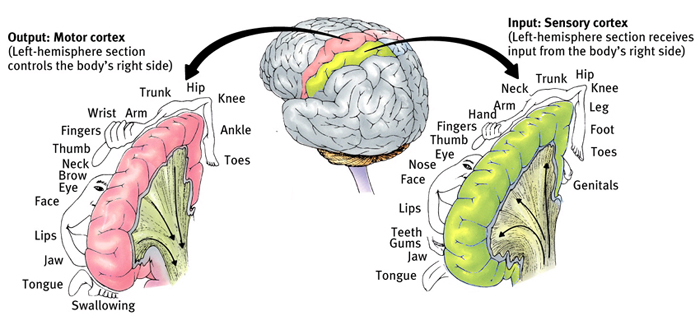 Output: Motor cortex
(Left-hemisphere section
controls the body's right side)
Input: Sensory cortex
(Left-hemisphere section receives
input from the body's right side)
Hip
Trunk
Knee
Wrist
Arm
Fingers
Ankle
Thumb
Toes
Neck
Brow
Eye
Face
Lips
Jaw
Tongue
Swallowing
Hip
Trunk
Neck
Knee
Arm
Leg
Hand
Fingers
Foot
Thumb
Eye
Toes
Nose
Face
Genitals
Lips
Teeth
Gums
Jaw
Tongue